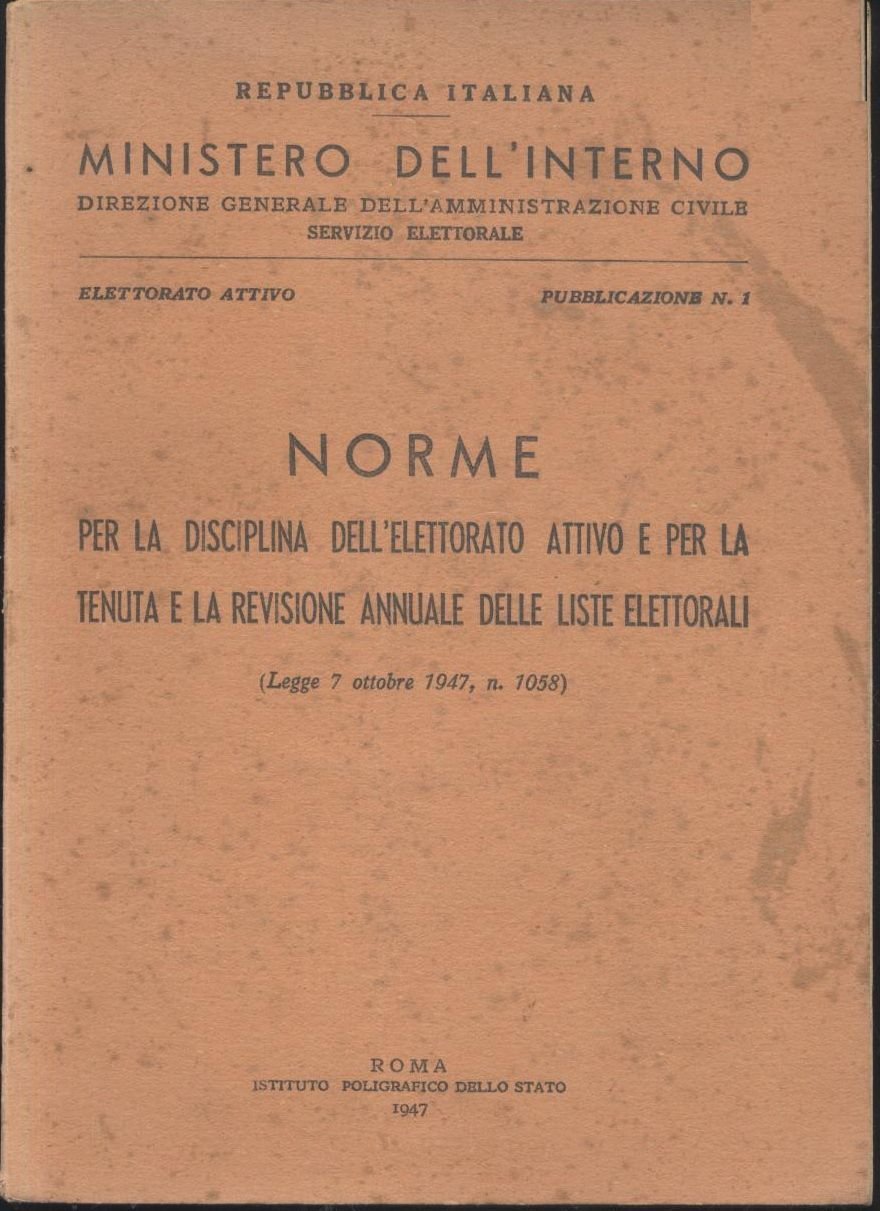 REPUBBLICA ITALIANA
MINISTERO DELL'INTERNO
DIREZIONE GENERALE DELL'AMMINISTRAZIONE CIVILE
SERVIZIO ELETTORALE
ELETTORATO ATTIVO PUBBLICAZIONE N. 1
NORME
PER LA DISCIPLINA DELL'ELETTORATO ATTIVO E PER LA
TENUTA E LA REVISIONE ANNUALE DELLE LISTE ELETTORALI
(Legge 7 ottobre 1947, n. 1058)
ROMA
ISTITUTO POLIGRAFICO DELLO STATO
1947